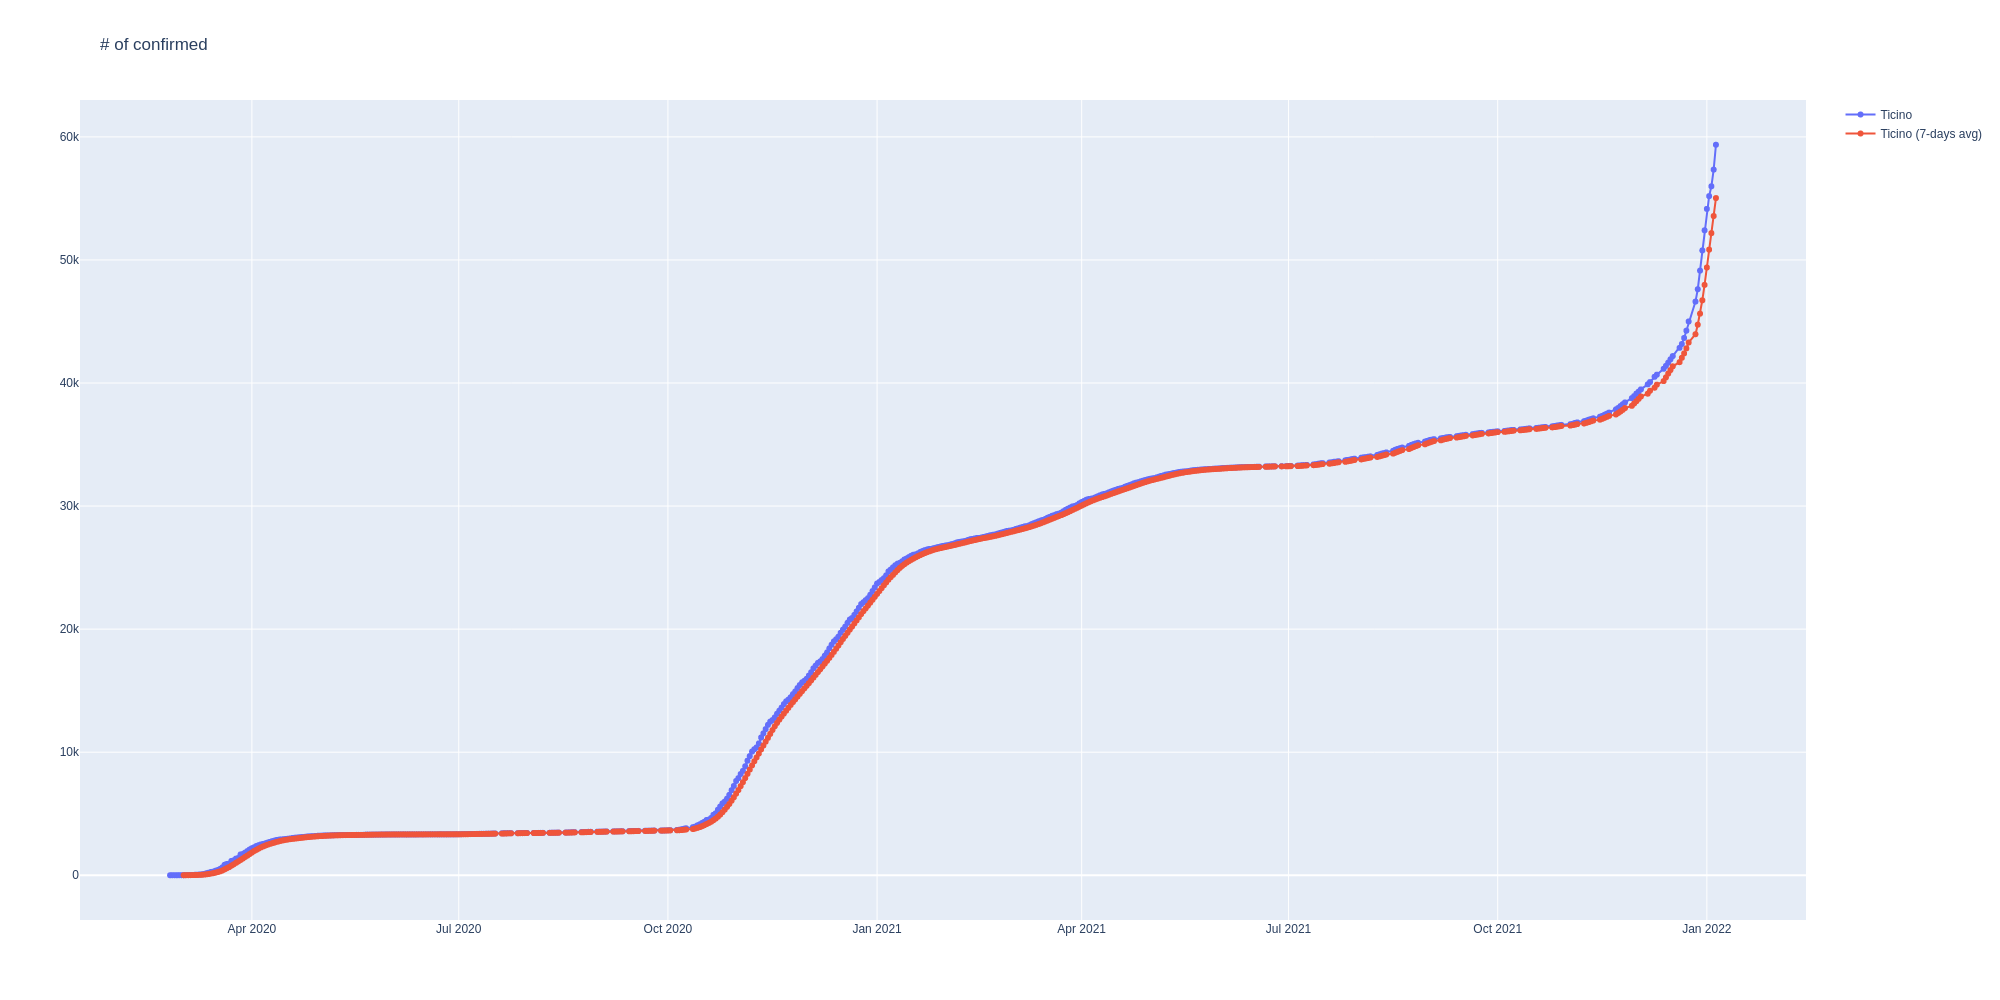 # of confirmed
Ticino
Ticino (7-days avg)
60k
50k
40k
30k
20k
10k
0
Apr 2020
Jul 2020
Oct 2020
Jan 2021
Apr 2021
Jul 2021
Oct 2021
Jan 2022